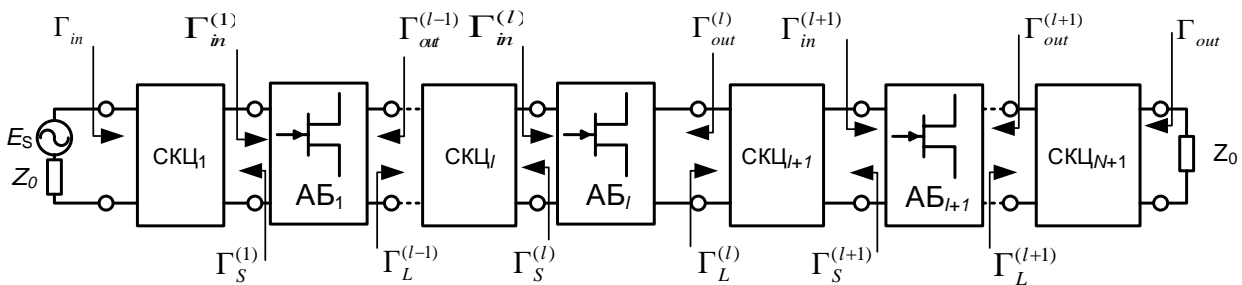 Γ_in Γ_in^(1) Γ_out^(l-1) Γ_in^(l) Γ_out^(l) Γ_in^(l+1) Γ_out^(l+1) Γ_out
E_S Z_0 СКЦ_1 АБ_1 СКЦ_l АБ_l СКЦ_l+1 АБ_l+1 СКЦ_N+1 Z_0
Γ_S^(1) Γ_L^(l-1) Γ_S^(l) Γ_L^(l) Γ_S^(l+1) Γ_L^(l+1)